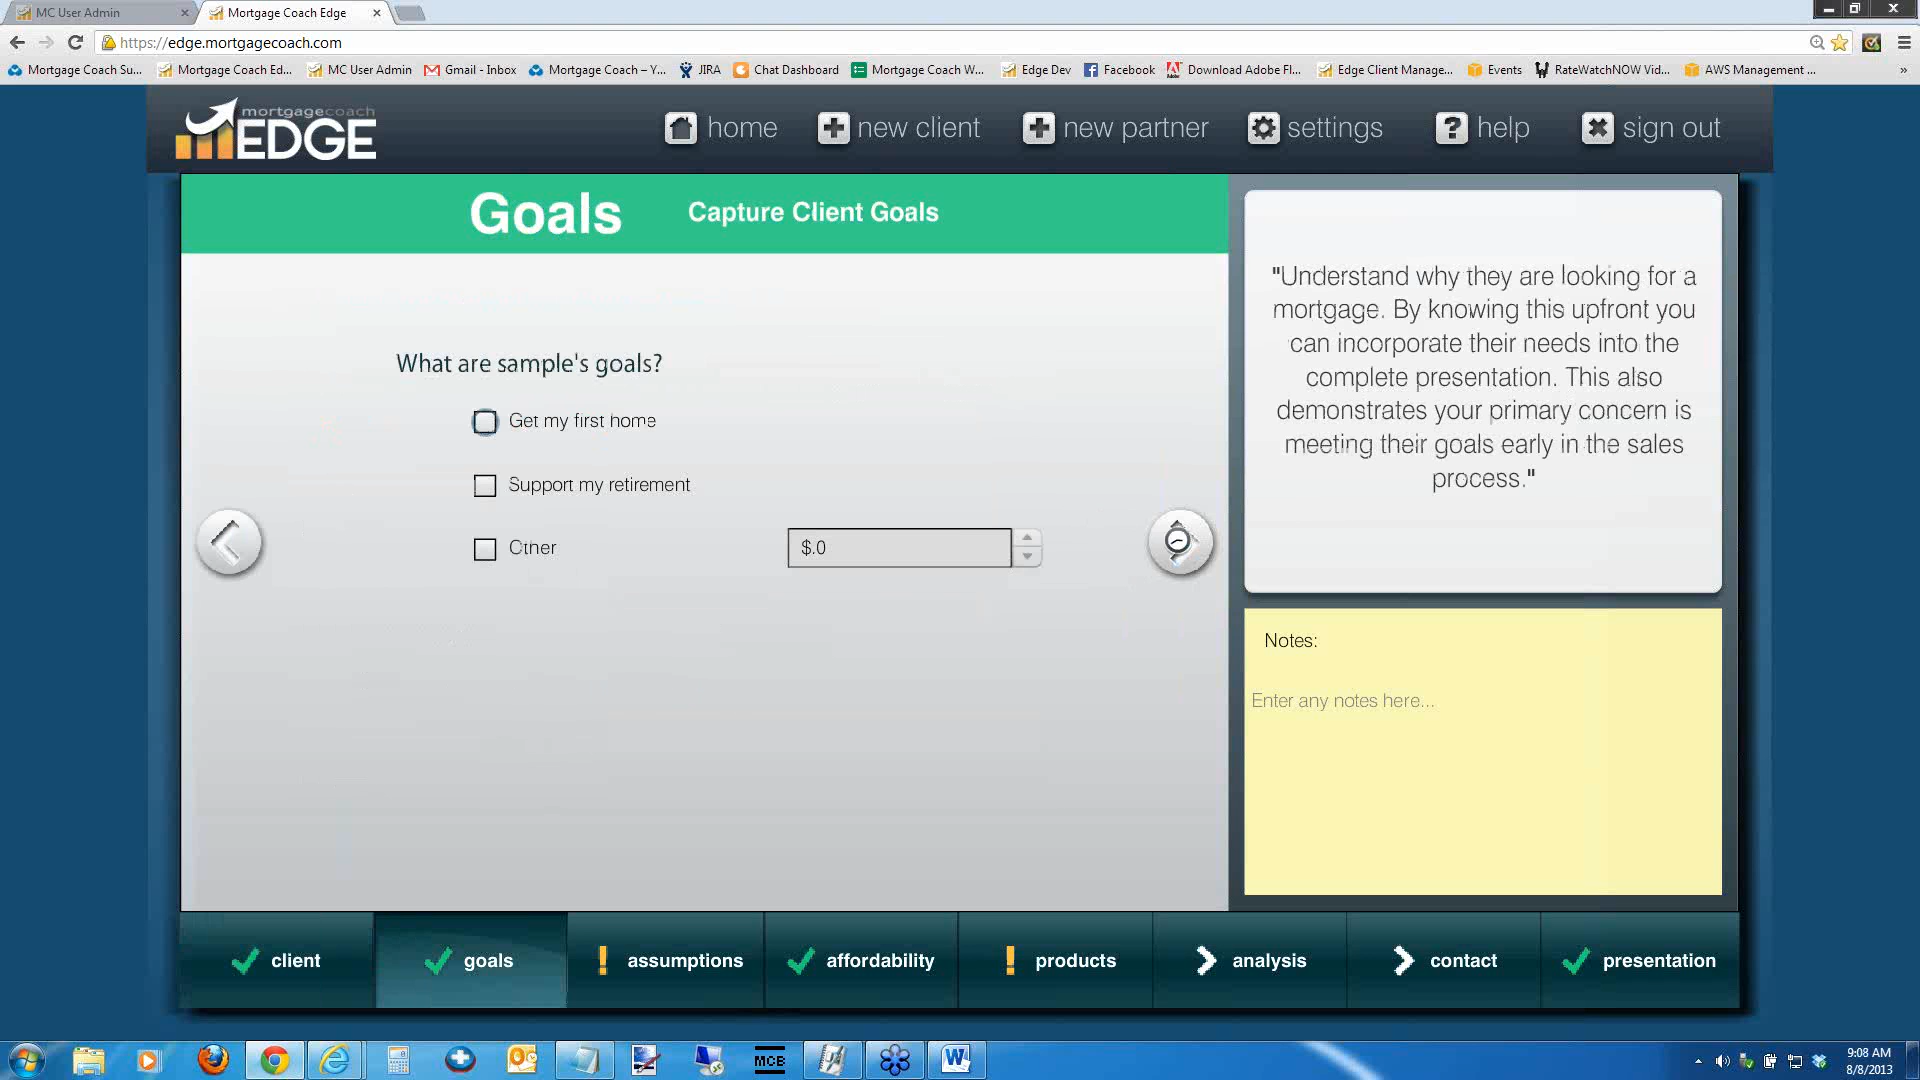 MC User Admin
Mortgage Coach Edge
https://edge.mortgagecoach.com
Mortgage Coach Su...
Mortgage Coach Ed...
MC User Admin
Gmail - Inbox
Mortgage Coach – Y...
JIRA
Chat Dashboard
Mortgage Coach W...
Edge Dev
Facebook
Download Adobe Fl...
Edge Client Manage...
Events
RateWatchNOW Vid...
AWS Management ...
»
mortgagecoach
EDGE
home
new client
new partner
settings
help
sign out
Goals
Capture Client Goals
What are sample's goals?
Get my first home
Support my retirement
Other
$.0
"Understand why they are looking for a
mortgage. By knowing this upfront you
can incorporate their needs into the
complete presentation. This also
demonstrates your primary concern is
meeting their goals early in the sales
process."
Notes:
Enter any notes here...
client
goals
assumptions
affordability
products
analysis
contact
presentation
MCB
9:08 AM
8/8/2013